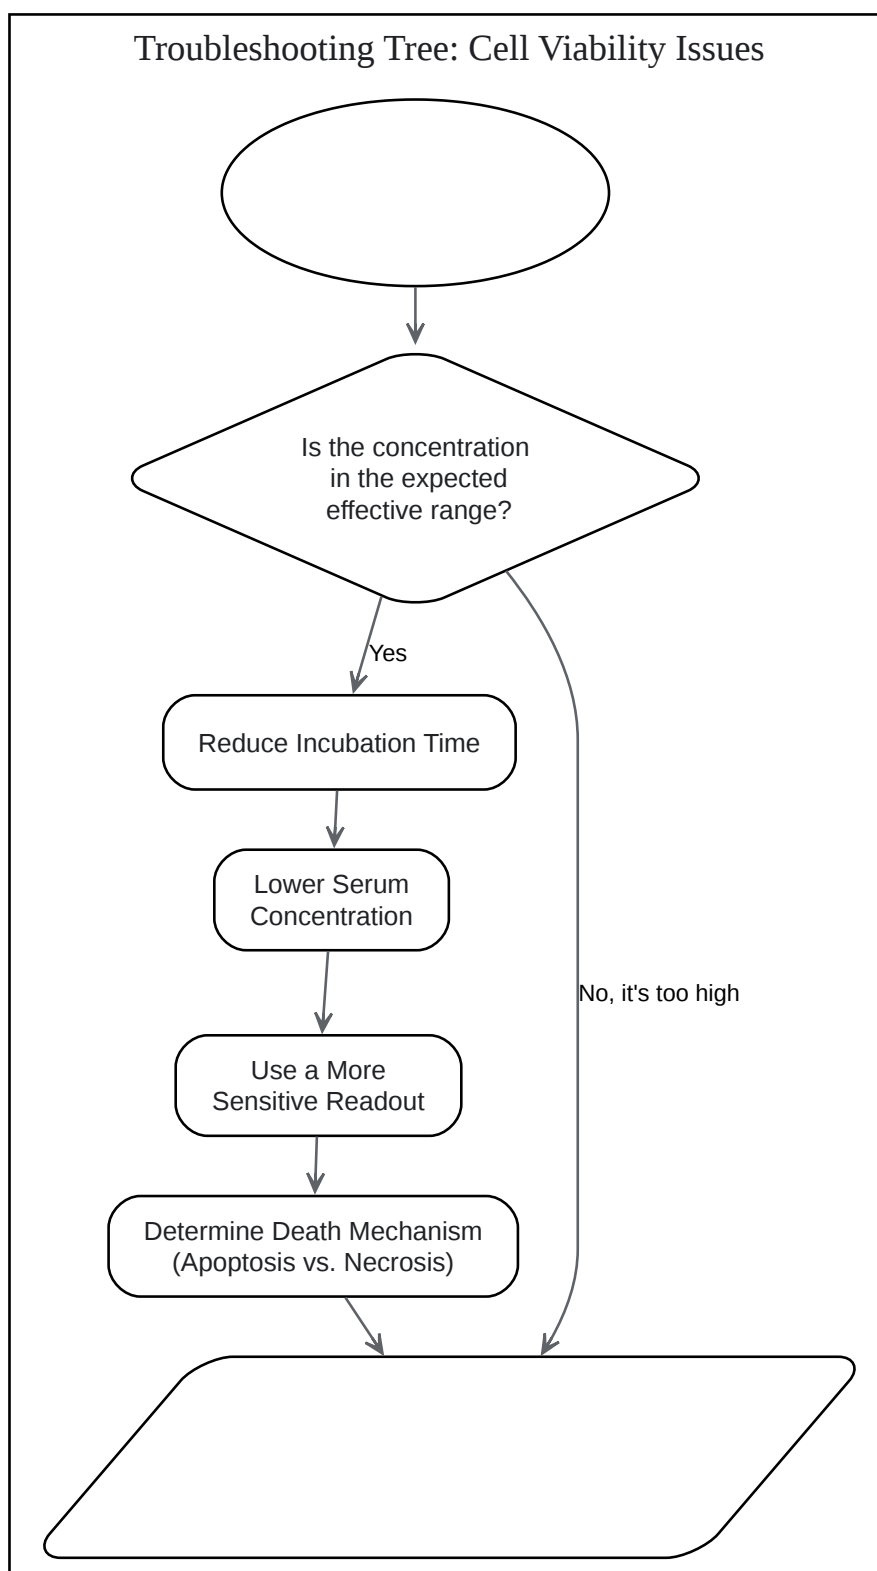 Troubleshooting Tree: Cell Viability Issues
Is the concentration
in the expected
effective range?
Yes
Reduce Incubation Time
Lower Serum
Concentration
No, it's too high
Use a More
Sensitive Readout
Determine Death Mechanism
(Apoptosis vs. Necrosis)